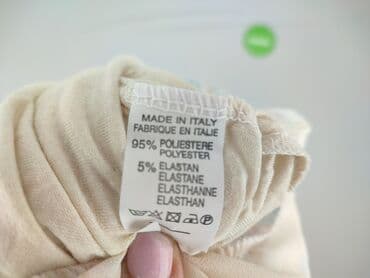 MADE IN ITALY
FABRIQUE EN ITALIE
95% POLIESTERE
POLYESTER
5% ELASTAN
ELASTANE
ELASTHANNE
ELASTHAN